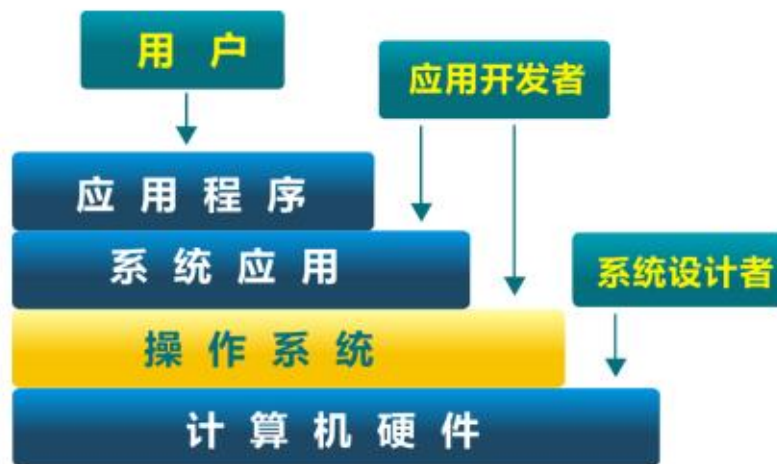 用户
应用开发者
应用程序
系统应用
系统设计者
操作系统
计算机硬件